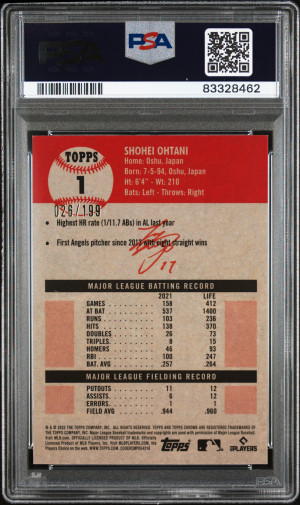 PSA
83328462
TOPPS
1
026/199
SHOHEI OHTANI
Home: Oshu, Japan
Born: 7-5-94, Oshu, Japan
Ht: 6'4" - Wt: 210
Bats: Left - Throws: Right
• Highest HR rate (1/11.7 ABs) in AL last year
• First Angels pitcher since 2013 with eight straight wins
17
MAJOR LEAGUE BATTING RECORD
2021 LIFE
GAMES 158 412
AT BAT 537 1400
RUNS 103 236
HITS 138 370
DOUBLES 26 73
TRIPLES 8 15
HOMERS 46 93
RBI 100 247
BAT. AVG .257 .264
MAJOR LEAGUE FIELDING RECORD
PUTOUTS 11 12
ASSISTS 6 12
ERRORS 1 1
FIELD AVG .944 .960
Topps
PLAYERS